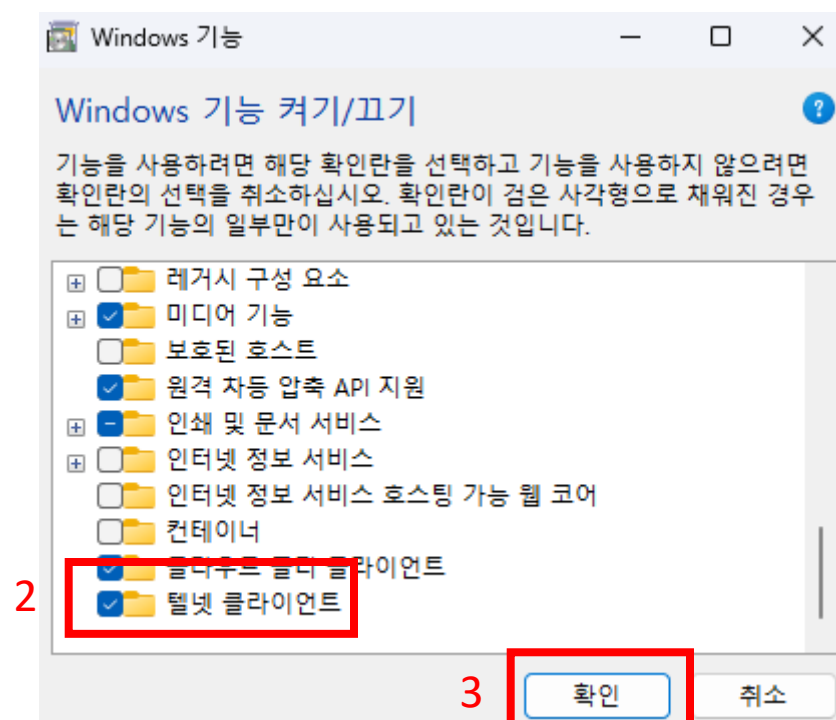 Windows 기능
Windows 기능 켜기/끄기
기능을 사용하려면 해당 확인란을 선택하고 기능을 사용하지 않으려면
확인란의 선택을 취소하십시오. 확인란이 검은 사각형으로 채워진 경우
는 해당 기능의 일부만이 사용되고 있는 것입니다.
레거시 구성 요소
미디어 기능
보호된 호스트
원격 차등 압축 API 지원
인쇄 및 문서 서비스
인터넷 정보 서비스
인터넷 정보 서비스 호스팅 가능 웹 코어
컨테이너
클라이언트
2 텔넷 클라이언트
3 확인 취소